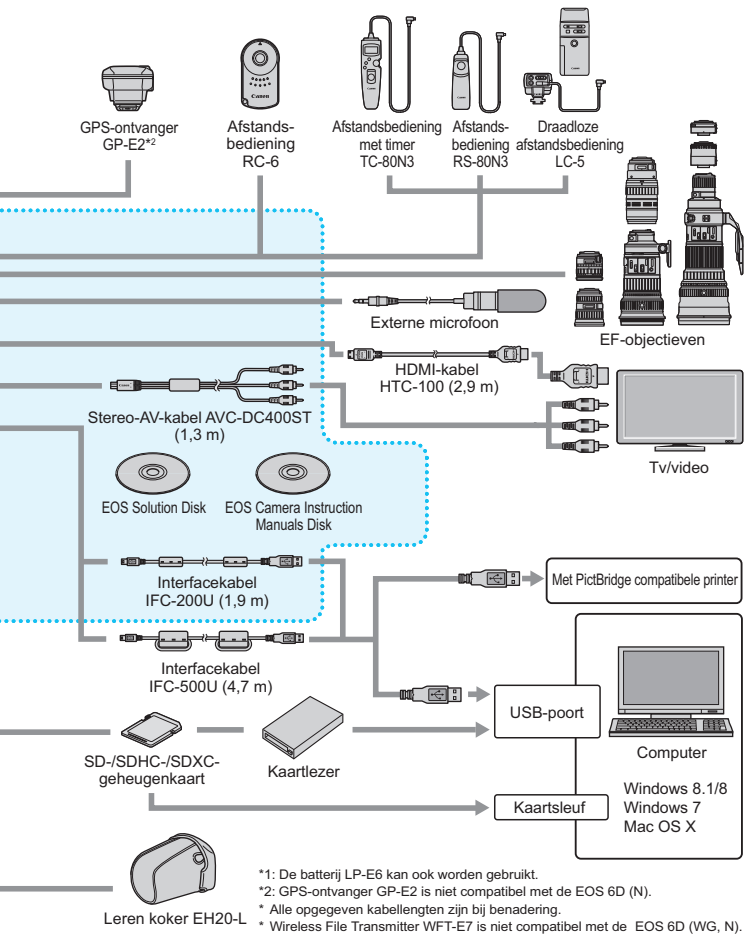 GPS-ontvanger
GP-E2*2
Canon
Afstands-
bediening
RC-6
Afstandsbediening
met timer
TC-80N3
Afstands-
bediening
RS-80N3
Draadloze
afstandsbediening
LC-5
Externe microfoon
EF-objectieven
HDMI-kabel
HTC-100 (2,9 m)
Stereo-AV-kabel AVC-DC400ST
(1,3 m)
Tv/video
EOS Solution Disk
EOS Camera Instruction
Manuals Disk
Interfacekabel
IFC-200U (1,9 m)
Met PictBridge compatibele printer
Interfacekabel
IFC-500U (4,7 m)
USB-poort
Computer
SD-/SDHC-/SDXC-
geheugenkaart
Kaartlezer
Kaartsleuf
Windows 8.1/8
Windows 7
Mac OS X
Leren koker EH20-L
*1: De batterij LP-E6 kan ook worden gebruikt.
*2: GPS-ontvanger GP-E2 is niet compatibel met de EOS 6D (N).
* Alle opgegeven kabellengten zijn bij benadering.
* Wireless File Transmitter WFT-E7 is niet compatibel met de EOS 6D (WG, N).